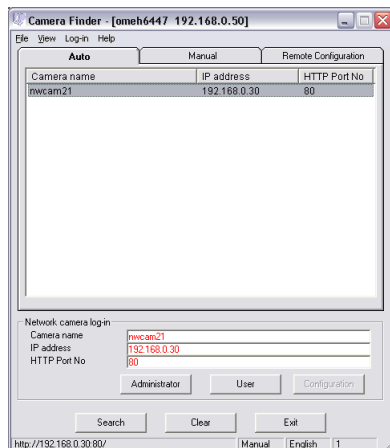 Camera Finder - [omeh6447 192.168.0.50]
File View Log-in Help
Auto Manual Remote Configuration
Camera name IP address HTTP Port No
nwcam21 192.168.0.30 80
Network camera log-in
Camera name nwcam21
IP address 192.168.0.30
HTTP Port No 80
Administrator User Configuration
Search Clear Exit
http://192.168.0.30:80/ Manual English 1